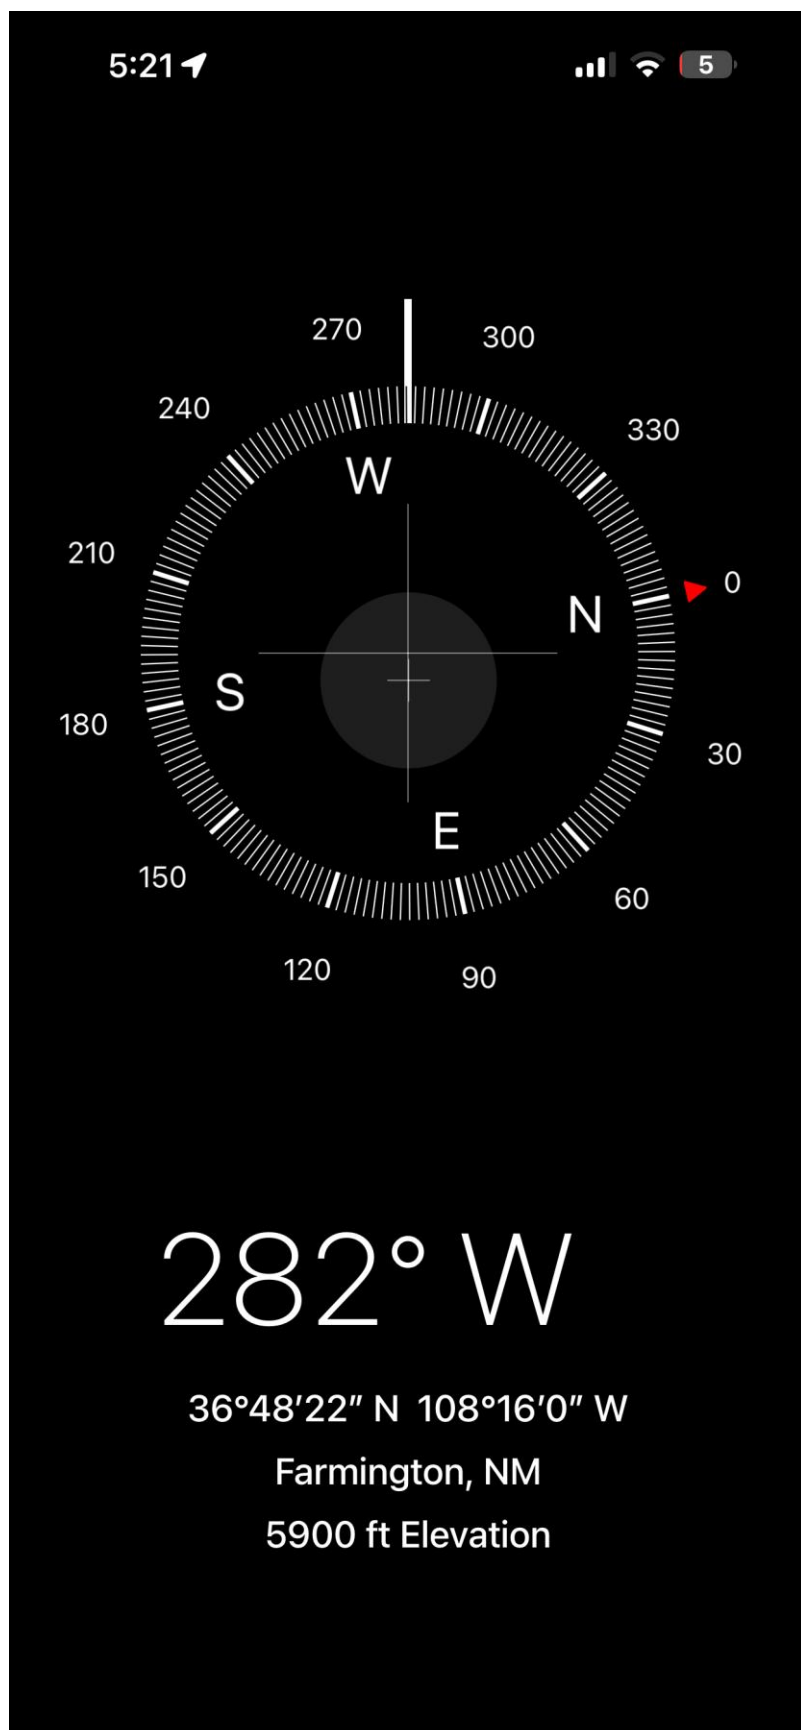 5:21 5
270 300
240 330
W
210 0
N
S
180 30
E
150 60
120 90
282° W
36°48’22” N 108°16’0” W
Farmington, NM
5900 ft Elevation